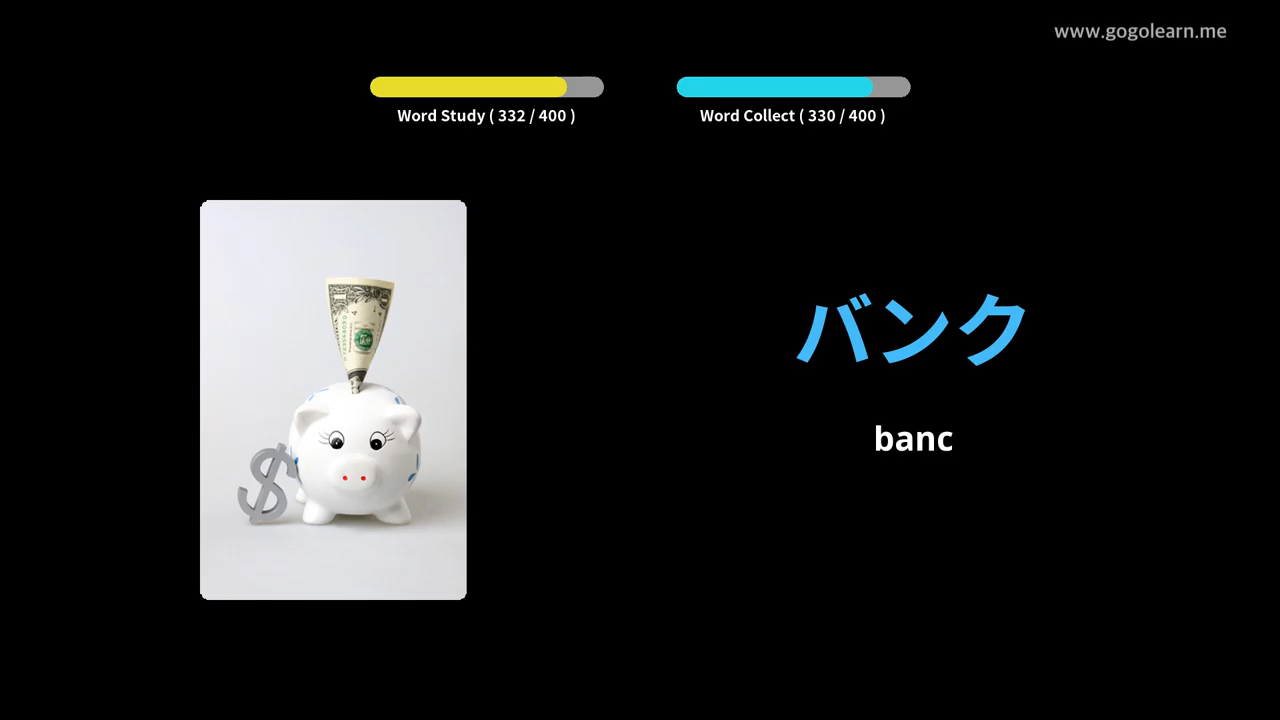 www.gogolearn.me
Word Study ( 332 / 400 )
Word Collect ( 330 / 400 )
バンク
banc
$